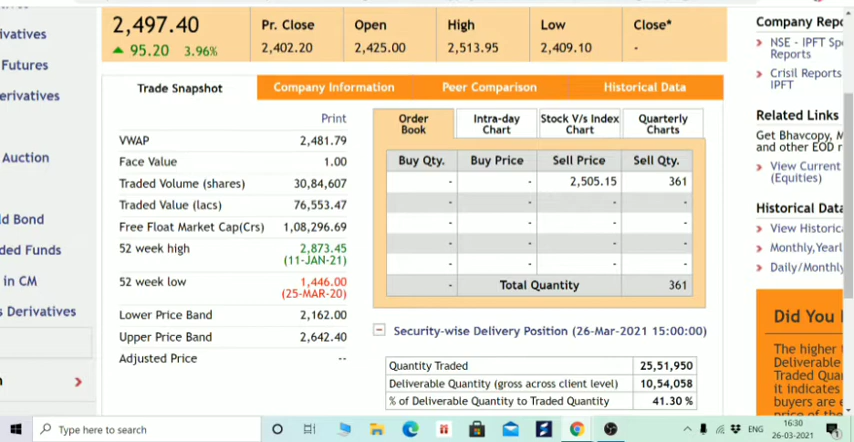 2,497.40
95.20 3.96%
Pr. Close Open High Low Close*
2,402.20 2,425.00 2,513.95 2,409.10 -
Trade Snapshot Company Information Peer Comparison Historical Data
Print
VWAP 2,481.79
Face Value 1.00
Traded Volume (shares) 30,84,607
Traded Value (lacs) 76,553.47
Free Float Market Cap(Crs) 1,08,296.69
52 week high 2,873.45
(11-JAN-21)
52 week low 1,446.00
(25-MAR-20)
Lower Price Band 2,162.00
Upper Price Band 2,642.40
Adjusted Price --
Order Book
Intra-day Chart
Stock V/s Index Chart
Quarterly Charts
Buy Qty. Buy Price Sell Price Sell Qty.
- - 2,505.15 361
- - - -
- - - -
- - - -
- - - -
- Total Quantity 361
Security-wise Delivery Position (26-Mar-2021 15:00:00)
Quantity Traded 25,51,950
Deliverable Quantity (gross across client level) 10,54,058
% of Deliverable Quantity to Traded Quantity 41.30 %
ivatives
Futures
erivatives
Auction
ld Bond
ded Funds
in CM
s Derivatives
Company Repo
NSE - IPFT Spe
Reports
Crisil Reports
IPFT
Related Links
Get Bhavcopy, M
and other EOD r
View Current
(Equities)
Historical Data
View Historic
Monthly,Yearl
Daily/Monthly
Did You
The higher
Deliverable
Traded Qua
it indicates
buyers are
price of the
Type here to search
ENG
16:30
26-03-2021